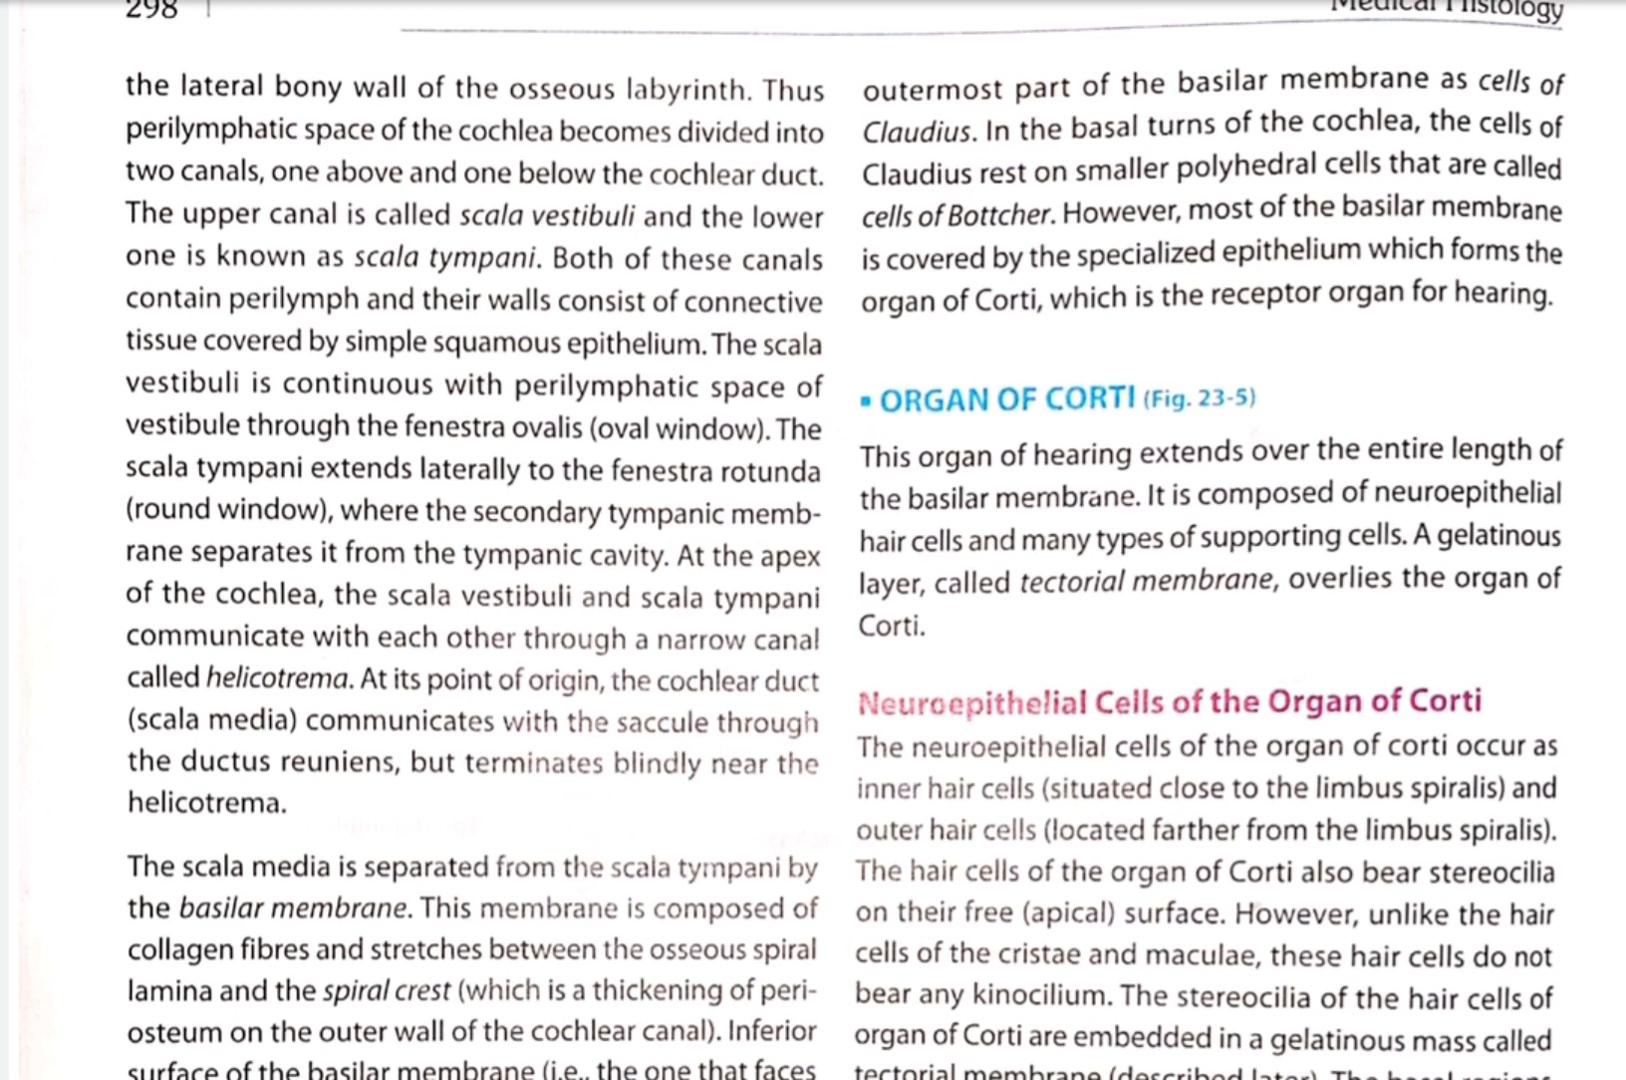 298
Medical Histology
the lateral bony wall of the osseous labyrinth. Thus
perilymphatic space of the cochlea becomes divided into
two canals, one above and one below the cochlear duct.
The upper canal is called scala vestibuli and the lower
one is known as scala tympani. Both of these canals
contain perilymph and their walls consist of connective
tissue covered by simple squamous epithelium. The scala
vestibuli is continuous with perilymphatic space of
vestibule through the fenestra ovalis (oval window). The
scala tympani extends laterally to the fenestra rotunda
(round window), where the secondary tympanic memb-
rane separates it from the tympanic cavity. At the apex
of the cochlea, the scala vestibuli and scala tympani
communicate with each other through a narrow canal
called helicotrema. At its point of origin, the cochlear duct
(scala media) communicates with the saccule through
the ductus reuniens, but terminates blindly near the
helicotrema.
The scala media is separated from the scala tympani by
the basilar membrane. This membrane is composed of
collagen fibres and stretches between the osseous spiral
lamina and the spiral crest (which is a thickening of peri-
osteum on the outer wall of the cochlear canal). Inferior
surface of the basilar membrane (i.e., the one that faces
outermost part of the basilar membrane as cells of
Claudius. In the basal turns of the cochlea, the cells of
Claudius rest on smaller polyhedral cells that are called
cells of Bottcher. However, most of the basilar membrane
is covered by the specialized epithelium which forms the
organ of Corti, which is the receptor organ for hearing.
▪ ORGAN OF CORTI (Fig. 23-5)
This organ of hearing extends over the entire length of
the basilar membrane. It is composed of neuroepithelial
hair cells and many types of supporting cells. A gelatinous
layer, called tectorial membrane, overlies the organ of
Corti.
Neuroepithelial Cells of the Organ of Corti
The neuroepithelial cells of the organ of corti occur as
inner hair cells (situated close to the limbus spiralis) and
outer hair cells (located farther from the limbus spiralis).
The hair cells of the organ of Corti also bear stereocilia
on their free (apical) surface. However, unlike the hair
cells of the cristae and maculae, these hair cells do not
bear any kinocilium. The stereocilia of the hair cells of
organ of Corti are embedded in a gelatinous mass called
tectorial membrane (described later). The basal regions